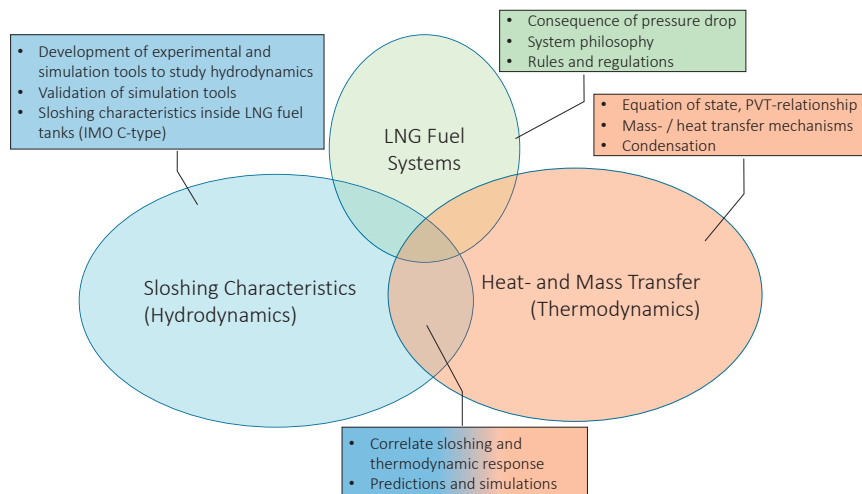 • Development of experimental and
simulation tools to study hydrodynamics
• Validation of simulation tools
• Sloshing characteristics inside LNG fuel
tanks (IMO C-type)
• Consequence of pressure drop
• System philosophy
• Rules and regulations
• Equation of state, PVT-relationship
• Mass- / heat transfer mechanisms
• Condensation
LNG Fuel
Systems
Sloshing Characteristics
(Hydrodynamics)
Heat- and Mass Transfer
(Thermodynamics)
• Correlate sloshing and
thermodynamic response
• Predictions and simulations